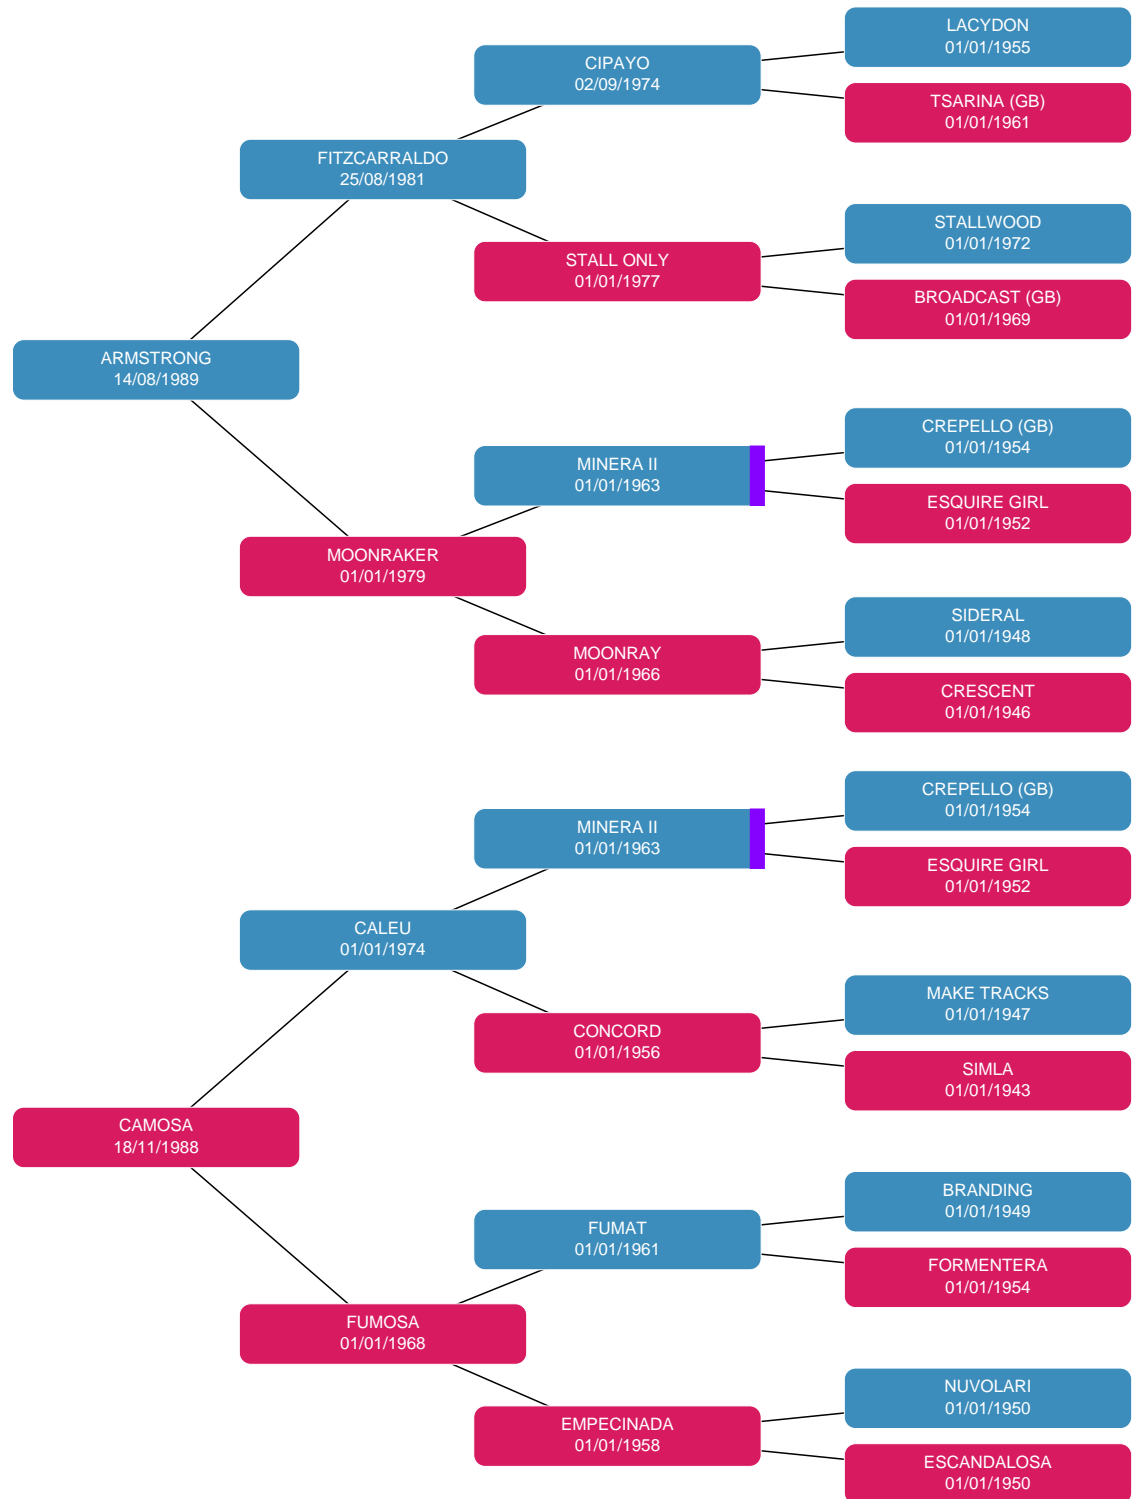 LACYDON
01/01/1955
CIPAYO
02/09/1974
TSARINA (GB)
01/01/1961
FITZCARRALDO
25/08/1981
STALLWOOD
01/01/1972
STALL ONLY
01/01/1977
BROADCAST (GB)
01/01/1969
ARMSTRONG
14/08/1989
CREPELLO (GB)
01/01/1954
MINERA II
01/01/1963
ESQUIRE GIRL
01/01/1952
MOONRAKER
01/01/1979
SIDERAL
01/01/1948
MOONRAY
01/01/1966
CRESCENT
01/01/1946
CREPELLO (GB)
01/01/1954
MINERA II
01/01/1963
ESQUIRE GIRL
01/01/1952
CALEU
01/01/1974
MAKE TRACKS
01/01/1947
CONCORD
01/01/1956
SIMLA
01/01/1943
CAMOSA
18/11/1988
BRANDING
01/01/1949
FUMAT
01/01/1961
FORMENTERA
01/01/1954
FUMOSA
01/01/1968
NUVOLARI
01/01/1950
EMPECINADA
01/01/1958
ESCANDALOSA
01/01/1950